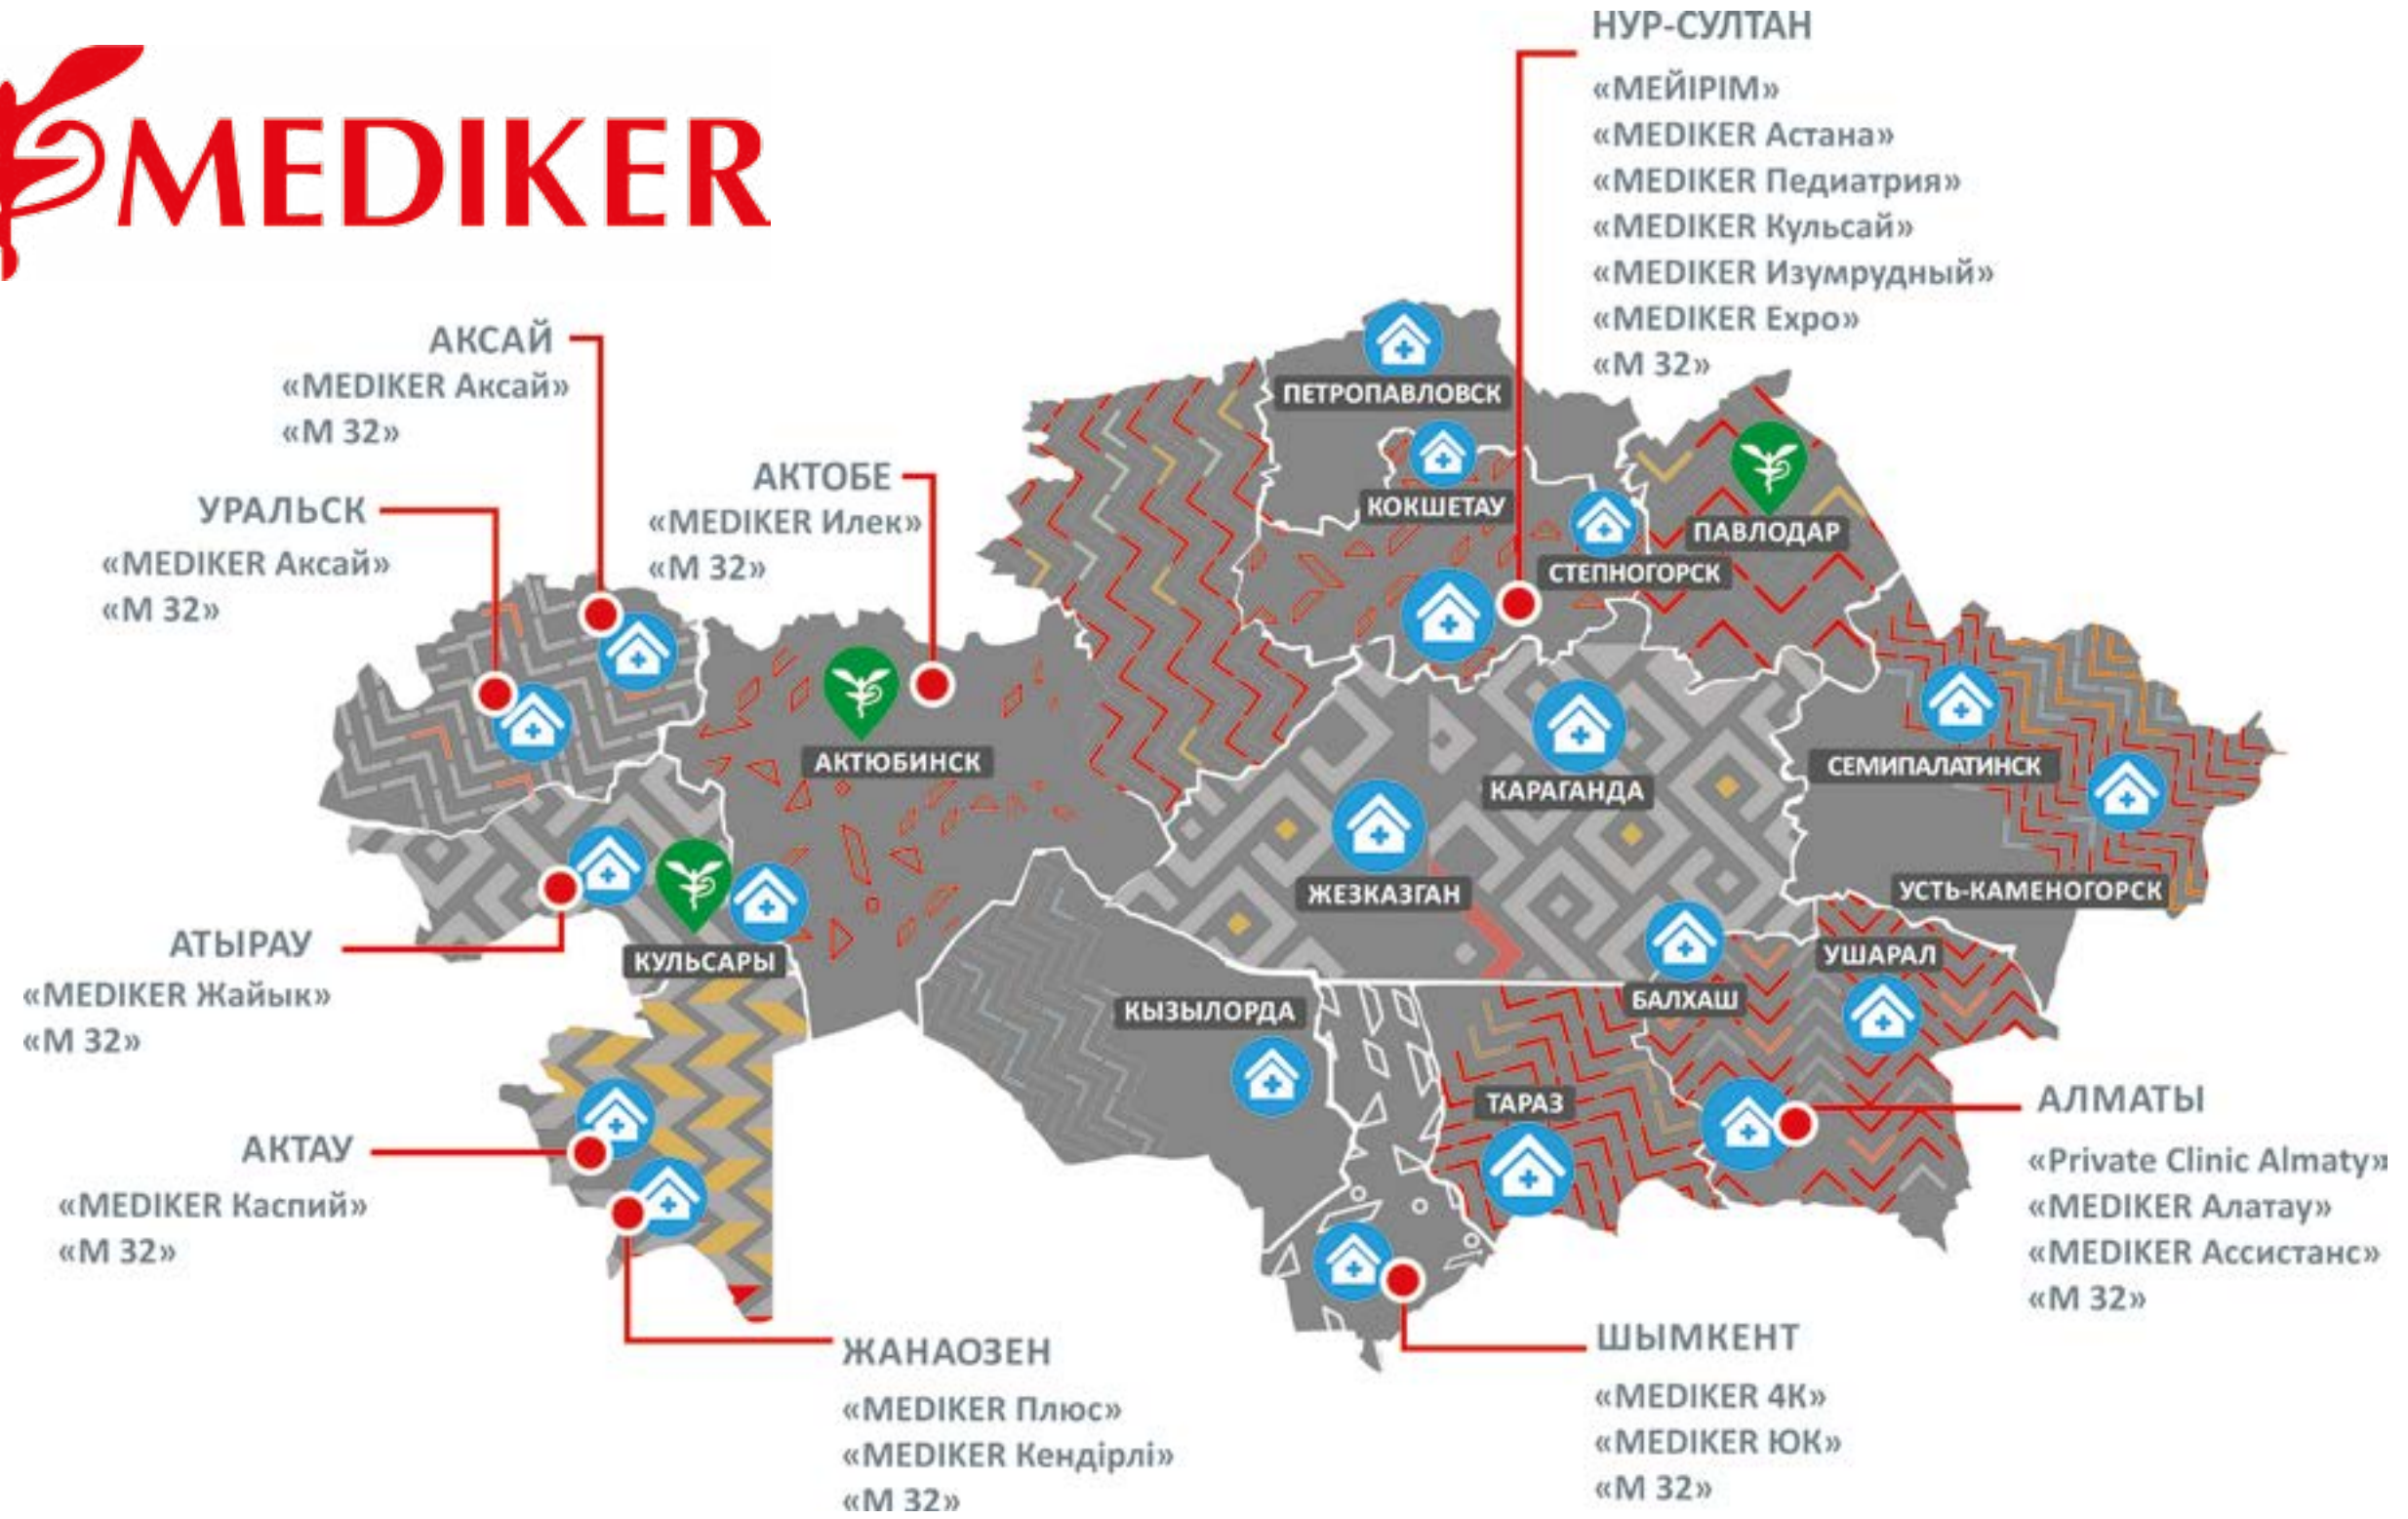 MEDIKER
НУР-СУЛТАН
«МЕЙІРІМ»
«MEDIKER Астана»
«MEDIKER Педиатрия»
«MEDIKER Кульсай»
«MEDIKER Изумрудный»
«MEDIKER Expo»
«М 32»
АКСАЙ
«MEDIKER Аксай»
«М 32»
УРАЛЬСК
«MEDIKER Аксай»
«М 32»
АКТОБЕ
«MEDIKER Илек»
«М 32»
ПЕТРОПАВЛОВСК
КОКШЕТАУ
СТЕПНОГОРСК
ПАВЛОДАР
АКТЮБИНСК
КАРАГАНДА
СЕМИПАЛАТИНСК
ЖЕЗКАЗГАН
УСТЬ-КАМЕНОГОРСК
КУЛЬСАРЫ
УШАРАЛ
БАЛХАШ
КЫЗЫЛОРДА
ТАРАЗ
АТЫРАУ
«MEDIKER Жайык»
«М 32»
АКТАУ
«MEDIKER Каспий»
«М 32»
ЖАНАОЗЕН
«MEDIKER Плюс»
«MEDIKER Кендірлі»
«М 32»
ШЫМКЕНТ
«MEDIKER 4К»
«MEDIKER ЮК»
«М 32»
АЛМАТЫ
«Private Clinic Almaty»
«MEDIKER Алатау»
«MEDIKER Ассистанс»
«М 32»